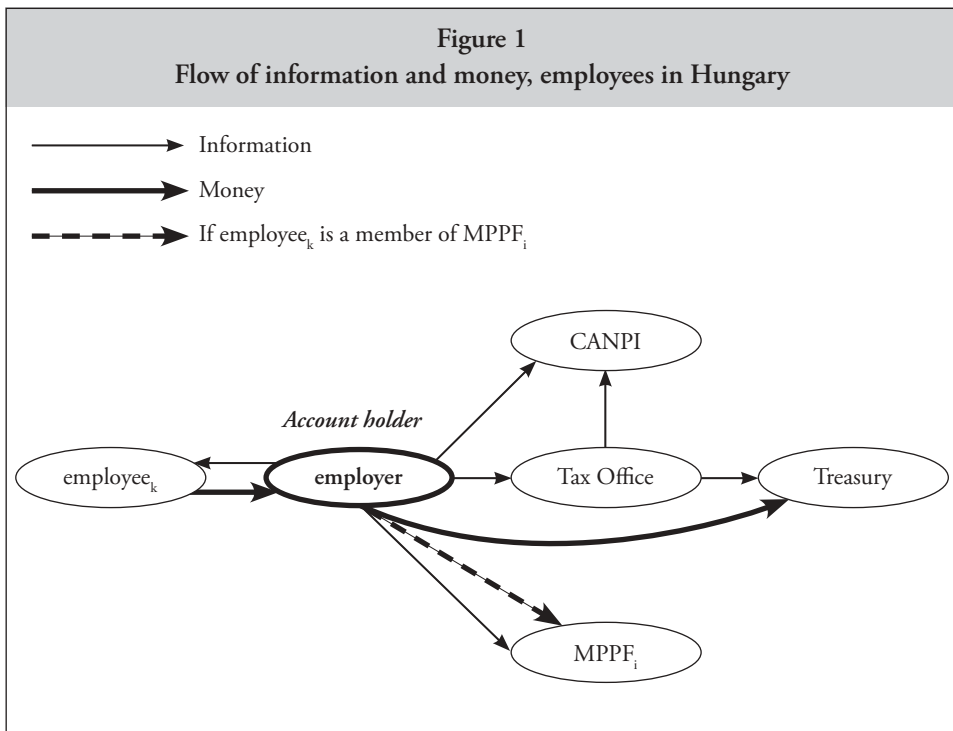 Figure 1
Flow of information and money, employees in Hungary
Information
Money
If employeeₖ is a member of MPPFᵢ
CANPI
Account holder
employeeₖ
employer
Tax Office
Treasury
MPPFᵢ